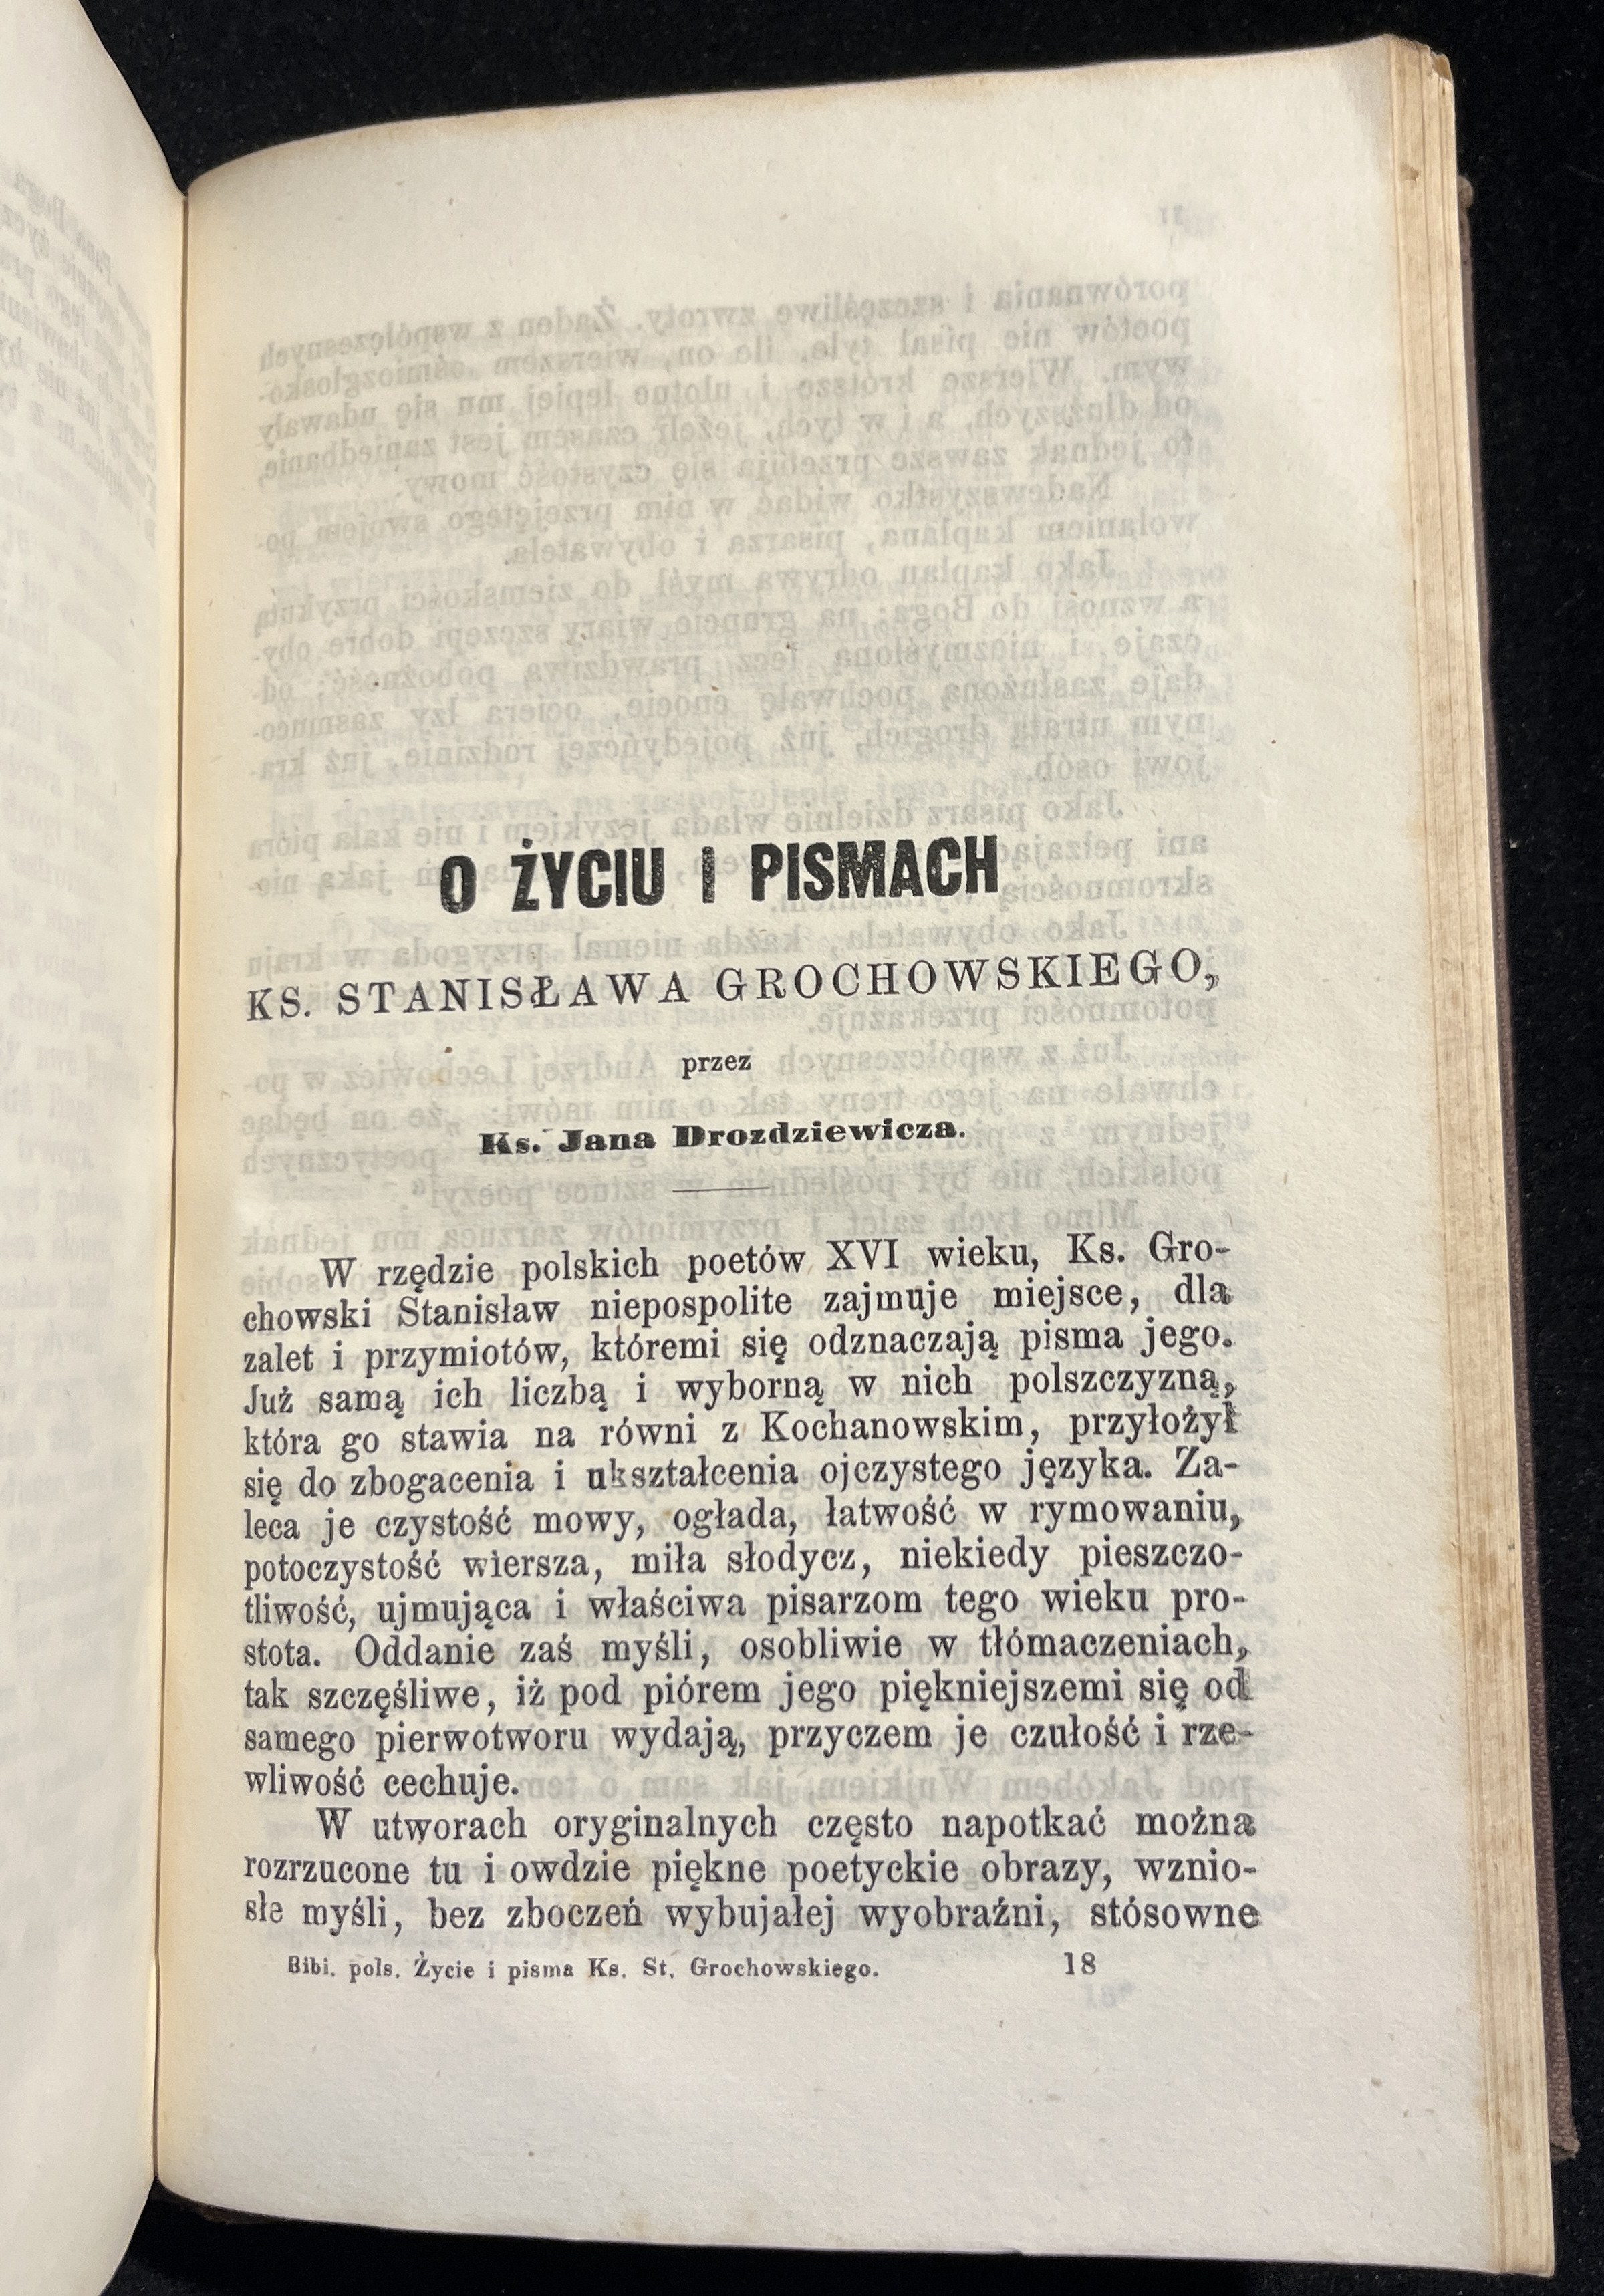 O ŻYCIU I PISMACH
KS. STANISŁAWA GROCHOWSKIEGO,
przez
Ks. Jana Drozdziewicza.
W rzędzie polskich poetów XVI wieku, Ks. Gro-
chowski Stanisław niepospolite zajmuje miejsce, dla
zalet i przymiotów, któremi się odznaczają pisma jego.
Już samą ich liczbą i wyborną w nich polszczyzną,
która go stawia na równi z Kochanowskim, przyłożył
się do zbogacenia i ukształcenia ojczystego języka. Za-
leca je czystość mowy, ogłada, łatwość w rymowaniu,
potoczystość wiersza, miła słodycz, niekiedy pieszczo-
tliwość, ujmująca i właściwa pisarzom tego wieku pro-
stota. Oddanie zaś myśli, osobliwie w tłómaczeniach,
tak szczęśliwe, iż pod piórem jego piękniejszemi się od
samego pierwotworu wydają, przyczem je czułość i rze-
wliwość cechuje.
W utworach oryginalnych często napotkać można
rozrzucone tu i owdzie piękne poetyckie obrazy, wznio-
słe myśli, bez zboczeń wybujałej wyobraźni, stósowne
Bibi. pols. Życie i pisma Ks. St. Grochowskiego. 18